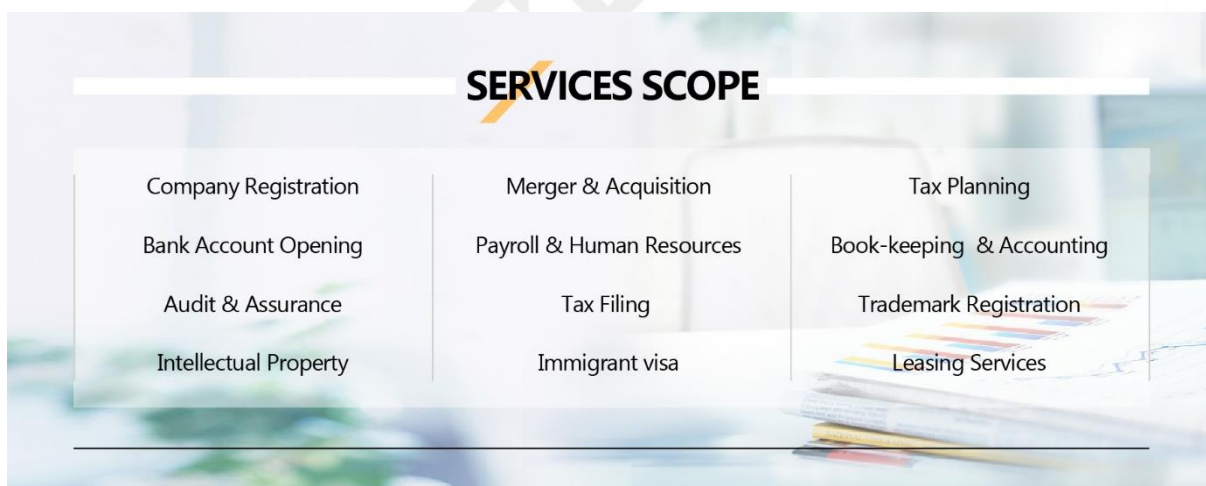 SERVICES SCOPE
Company Registration
Merger & Acquisition
Tax Planning
Bank Account Opening
Payroll & Human Resources
Book-keeping & Accounting
Audit & Assurance
Tax Filing
Trademark Registration
Intellectual Property
Immigrant visa
Leasing Services